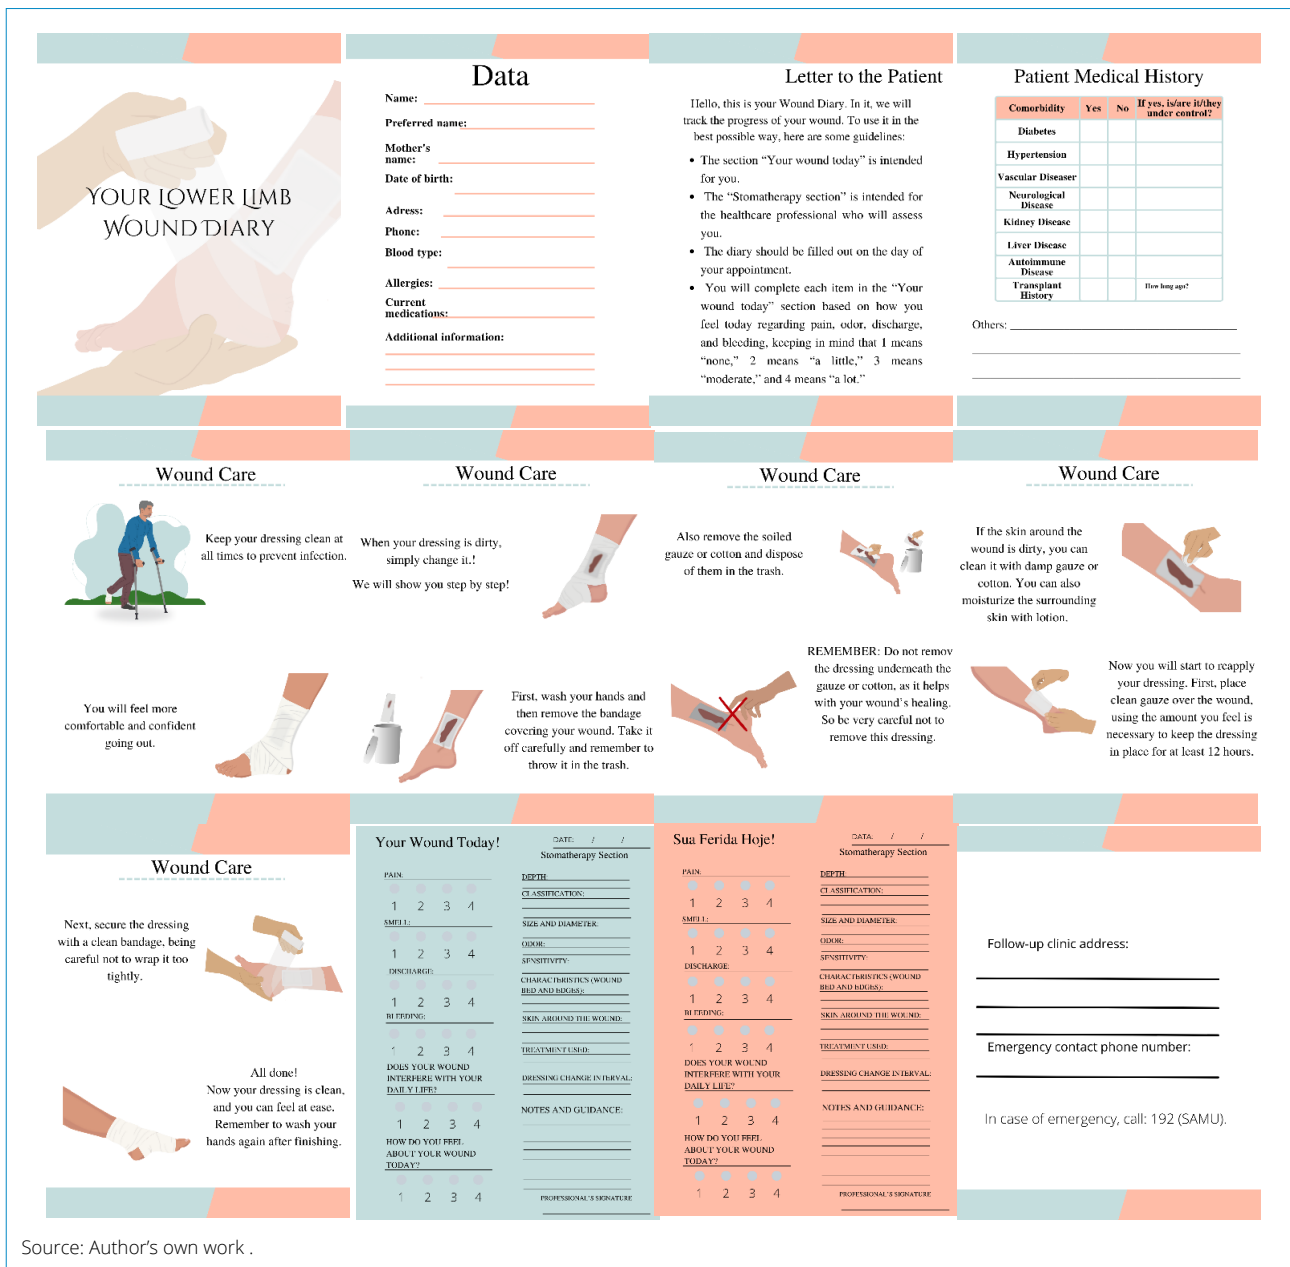 YOUR LOWER LIMB
WOUND DIARY
Data
Name:
Preferred name:
Mother's
name:
Date of birth:
Adress:
Phone:
Blood type:
Allergies:
Current
medications:
Additional information:
Letter to the Patient
Hello, this is your Wound Diary. In it, we will
track the progress of your wound. To use it in the
best possible way, here are some guidelines:
• The section “Your wound today” is intended
for you.
• The “Stomatherapy section” is intended for
the healthcare professional who will assess
you.
• The diary should be filled out on the day of
your appointment.
• You will complete each item in the “Your
wound today” section based on how you
feel today regarding pain, odor, discharge,
and bleeding, keeping in mind that 1 means
“none,” 2 means “a little,” 3 means
“moderate,” and 4 means “a lot.”
Patient Medical History
Comorbidity Yes No If yes, is/are it/they
under control?
Diabetes
Hypertension
Vascular Diseaser
Neurological
Disease
Kidney Disease
Liver Disease
Autoimmune
Disease
Transplant
History
How lung ago?
Others:
Wound Care
Keep your dressing clean at
all times to prevent infection.
You will feel more
comfortable and confident
going out.
Wound Care
When your dressing is dirty,
simply change it.!
We will show you step by step!
First, wash your hands and
then remove the bandage
covering your wound. Take it
off carefully and remember to
throw it in the trash.
Wound Care
Also remove the soiled
gauze or cotton and dispose
of them in the trash.
REMEMBER: Do not remov
the dressing underneath the
gauze or cotton, as it helps
with your wound's healing.
So be very careful not to
remove this dressing.
Wound Care
If the skin around the
wound is dirty, you can
clean it with damp gauze or
cotton. You can also
moisturize the surrounding
skin with lotion.
Now you will start to reapply
your dressing. First, place
clean gauze over the wound,
using the amount you feel is
necessary to keep the dressing
in place for at least 12 hours.
Wound Care
Next, secure the dressing
with a clean bandage, being
careful not to wrap it too
tightly.
All done!
Now your dressing is clean,
and you can feel at ease.
Remember to wash your
hands again after finishing.
Your Wound Today!
PAIN:
1 2 3 4
SMELL:
1 2 3 4
DISCHARGE:
1 2 3 4
BLEEDING:
1 2 3 4
DOES YOUR WOUND
INTERFERE WITH YOUR
DAILY LIFE?
1 2 3 4
HOW DO YOU FEEL
ABOUT YOUR WOUND
TODAY?
1 2 3 4
DATE: / /
Stomatherapy Section
DEPTH:
CLASSIFICATION:
SIZE AND DIAMETER:
ODOR:
SENSITIVITY:
CHARACTERISTICS (WOUND
BED AND EDGES):
SKIN AROUND THE WOUND:
TREATMENT USED:
DRESSING CHANGE INTERVAL:
NOTES AND GUIDANCE:
PROFESSIONAL'S SIGNATURE
Sua Ferida Hoje!
PAIN:
1 2 3 4
SMELL:
1 2 3 4
DISCHARGE:
1 2 3 4
BLEEDING:
1 2 3 4
DOES YOUR WOUND
INTERFERE WITH YOUR
DAILY LIFE?
1 2 3 4
HOW DO YOU FEEL
ABOUT YOUR WOUND
TODAY?
1 2 3 4
DATA: / /
Stomatherapy Section
DEPTH:
CLASSIFICATION:
SIZE AND DIAMETER:
ODOR:
SENSITIVITY:
CHARACTERISTICS (WOUND
BED AND EDGES):
SKIN AROUND THE WOUND:
TREATMENT USED:
DRESSING CHANGE INTERVAL:
NOTES AND GUIDANCE:
PROFESSIONAL'S SIGNATURE
Follow-up clinic address:
Emergency contact phone number:
In case of emergency, call: 192 (SAMU).
Source: Author’s own work .